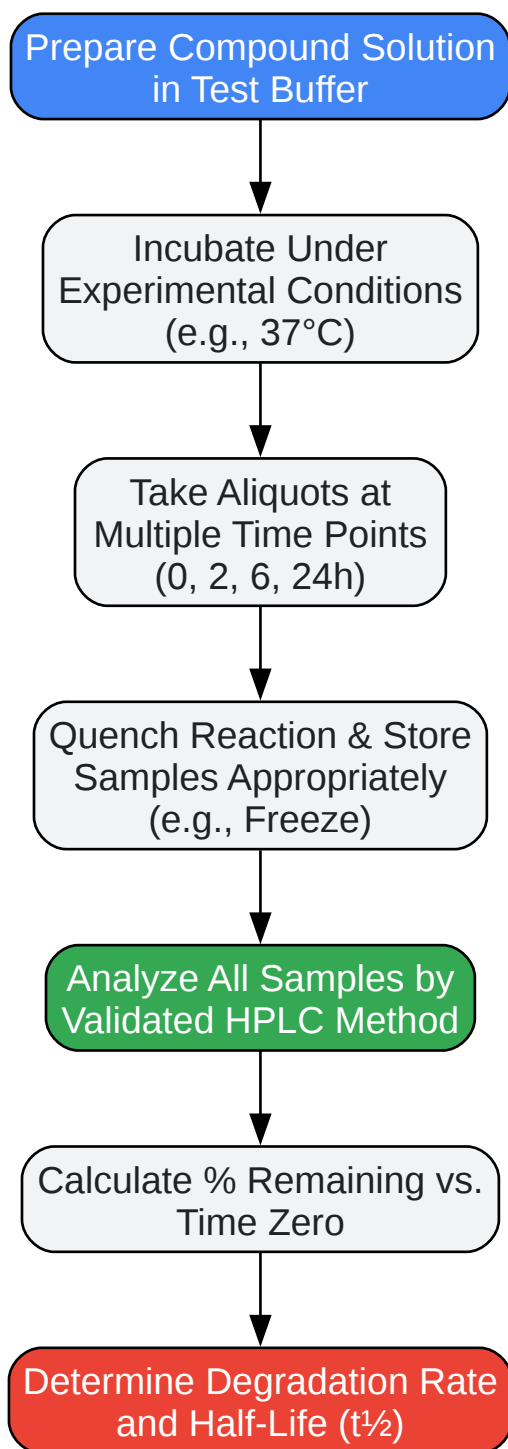 Prepare Compound Solution
in Test Buffer
Incubate Under
Experimental Conditions
(e.g., 37°C)
Take Aliquots at
Multiple Time Points
(0, 2, 6, 24h)
Quench Reaction & Store
Samples Appropriately
(e.g., Freeze)
Analyze All Samples by
Validated HPLC Method
Calculate % Remaining vs.
Time Zero
Determine Degradation Rate
and Half-Life (t½)